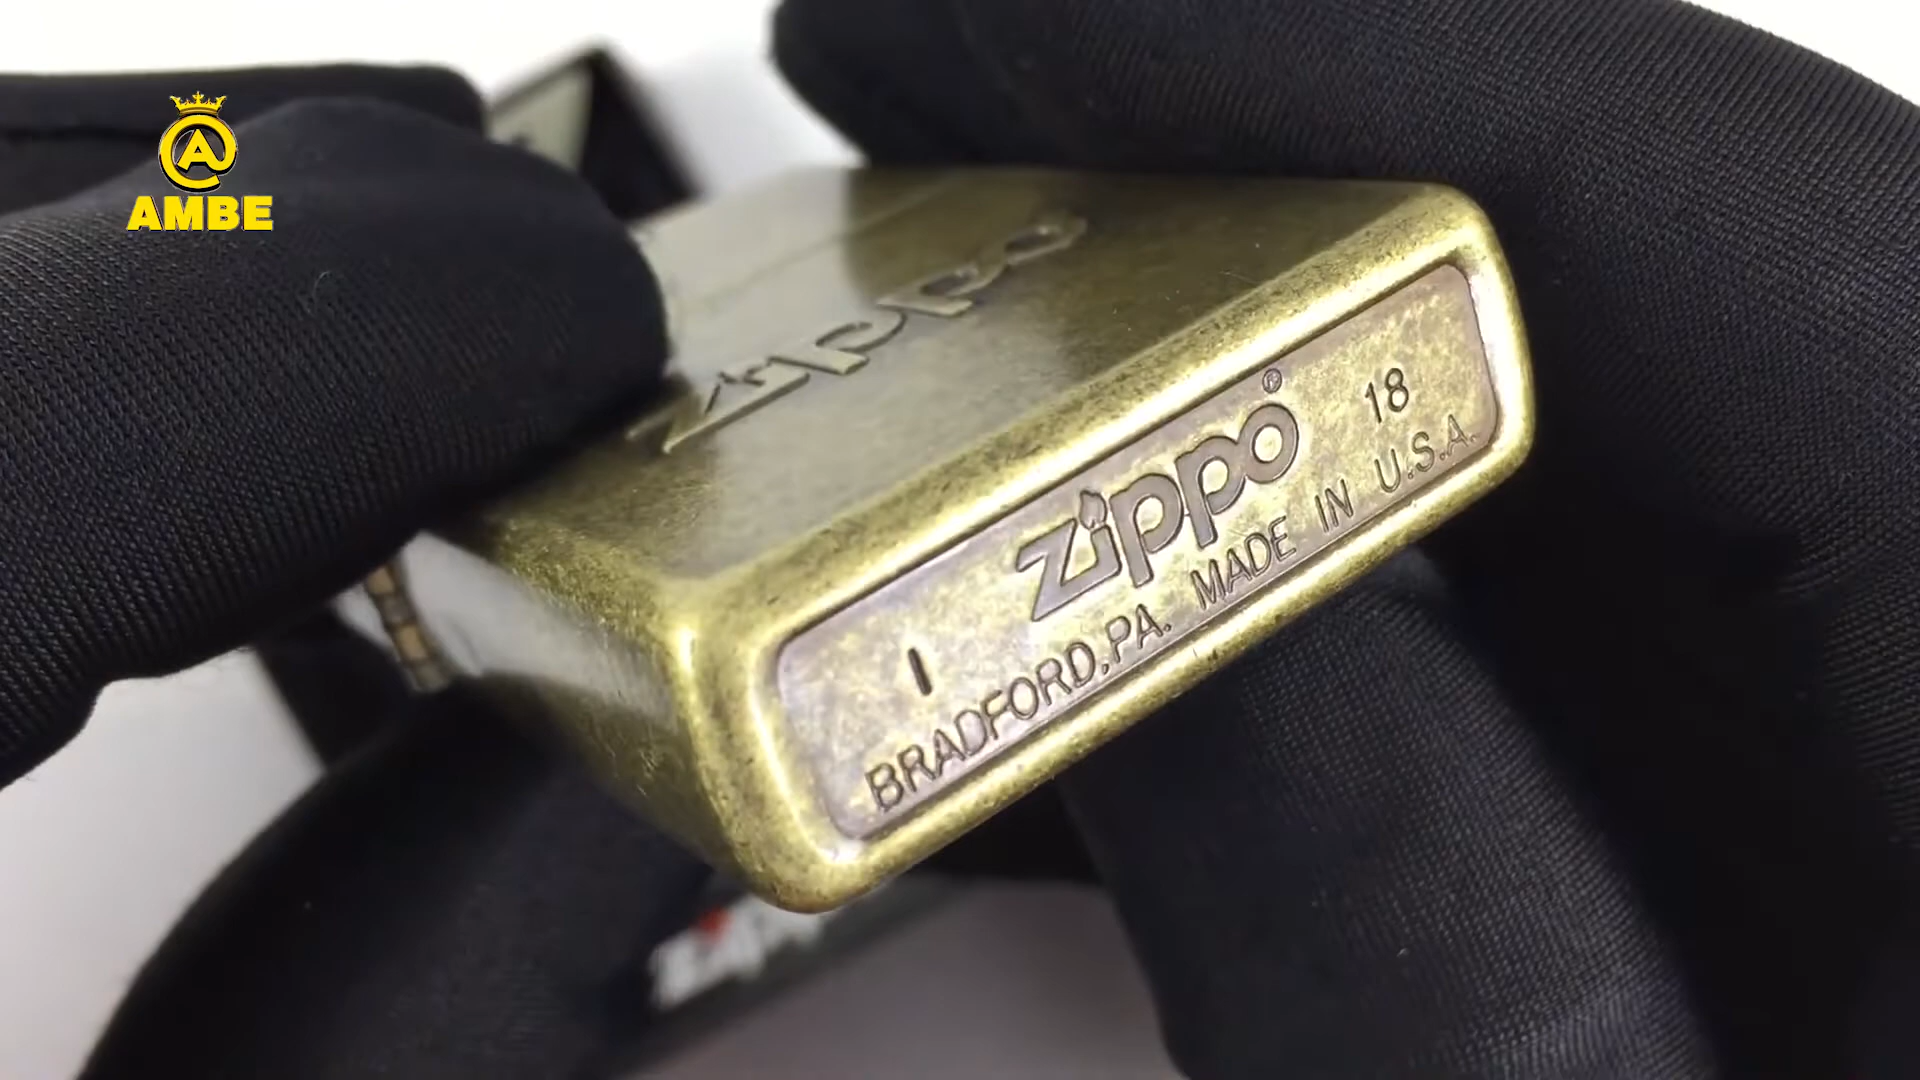 AMBE
zippo
zippo®
I
18
BRADFORD,PA. MADE IN U.S.A.